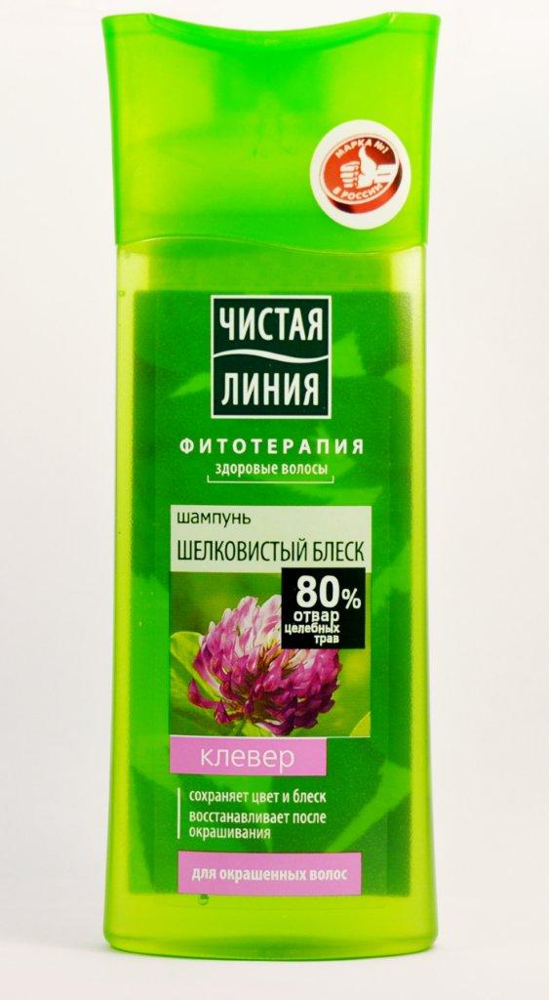 МАРКА №1
В РОССИИ
ЧИСТАЯ
ЛИНИЯ
ФИТОТЕРАПИЯ
здоровые волосы
шампунь
ШЕЛКОВИСТЫЙ БЛЕСК
80%
отвар
целебных
трав
клевер
сохраняет цвет и блеск
восстанавливает после
окрашивания
для окрашенных волос